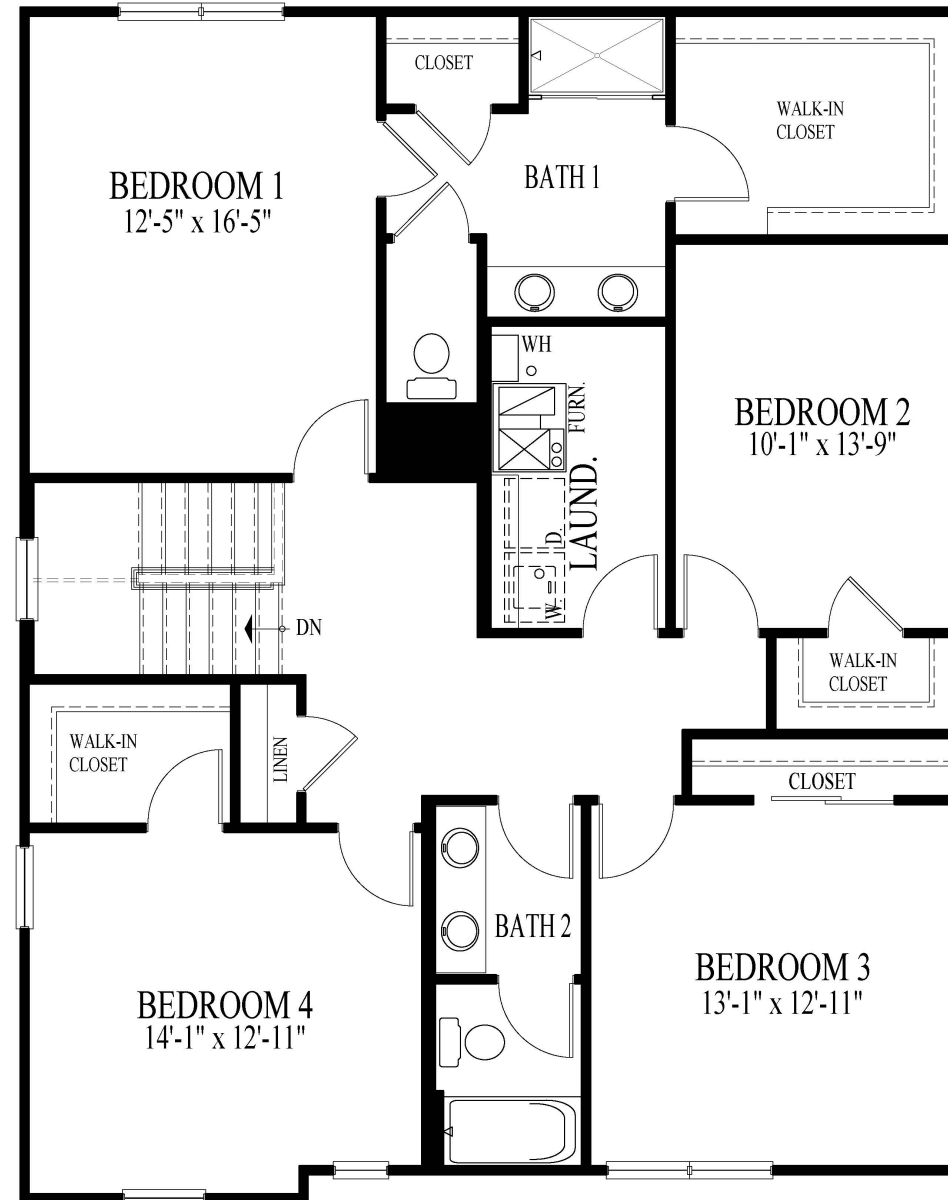 CLOSET
WALK-IN
CLOSET
BEDROOM 1
12'-5" x 16'-5"
BATH 1
WH
FURN.
LAUND.
D.
W.
BEDROOM 2
10'-1" x 13'-9"
DN
WALK-IN
CLOSET
WALK-IN
CLOSET
LINEN
CLOSET
BATH 2
BEDROOM 3
13'-1" x 12'-11"
BEDROOM 4
14'-1" x 12'-11"